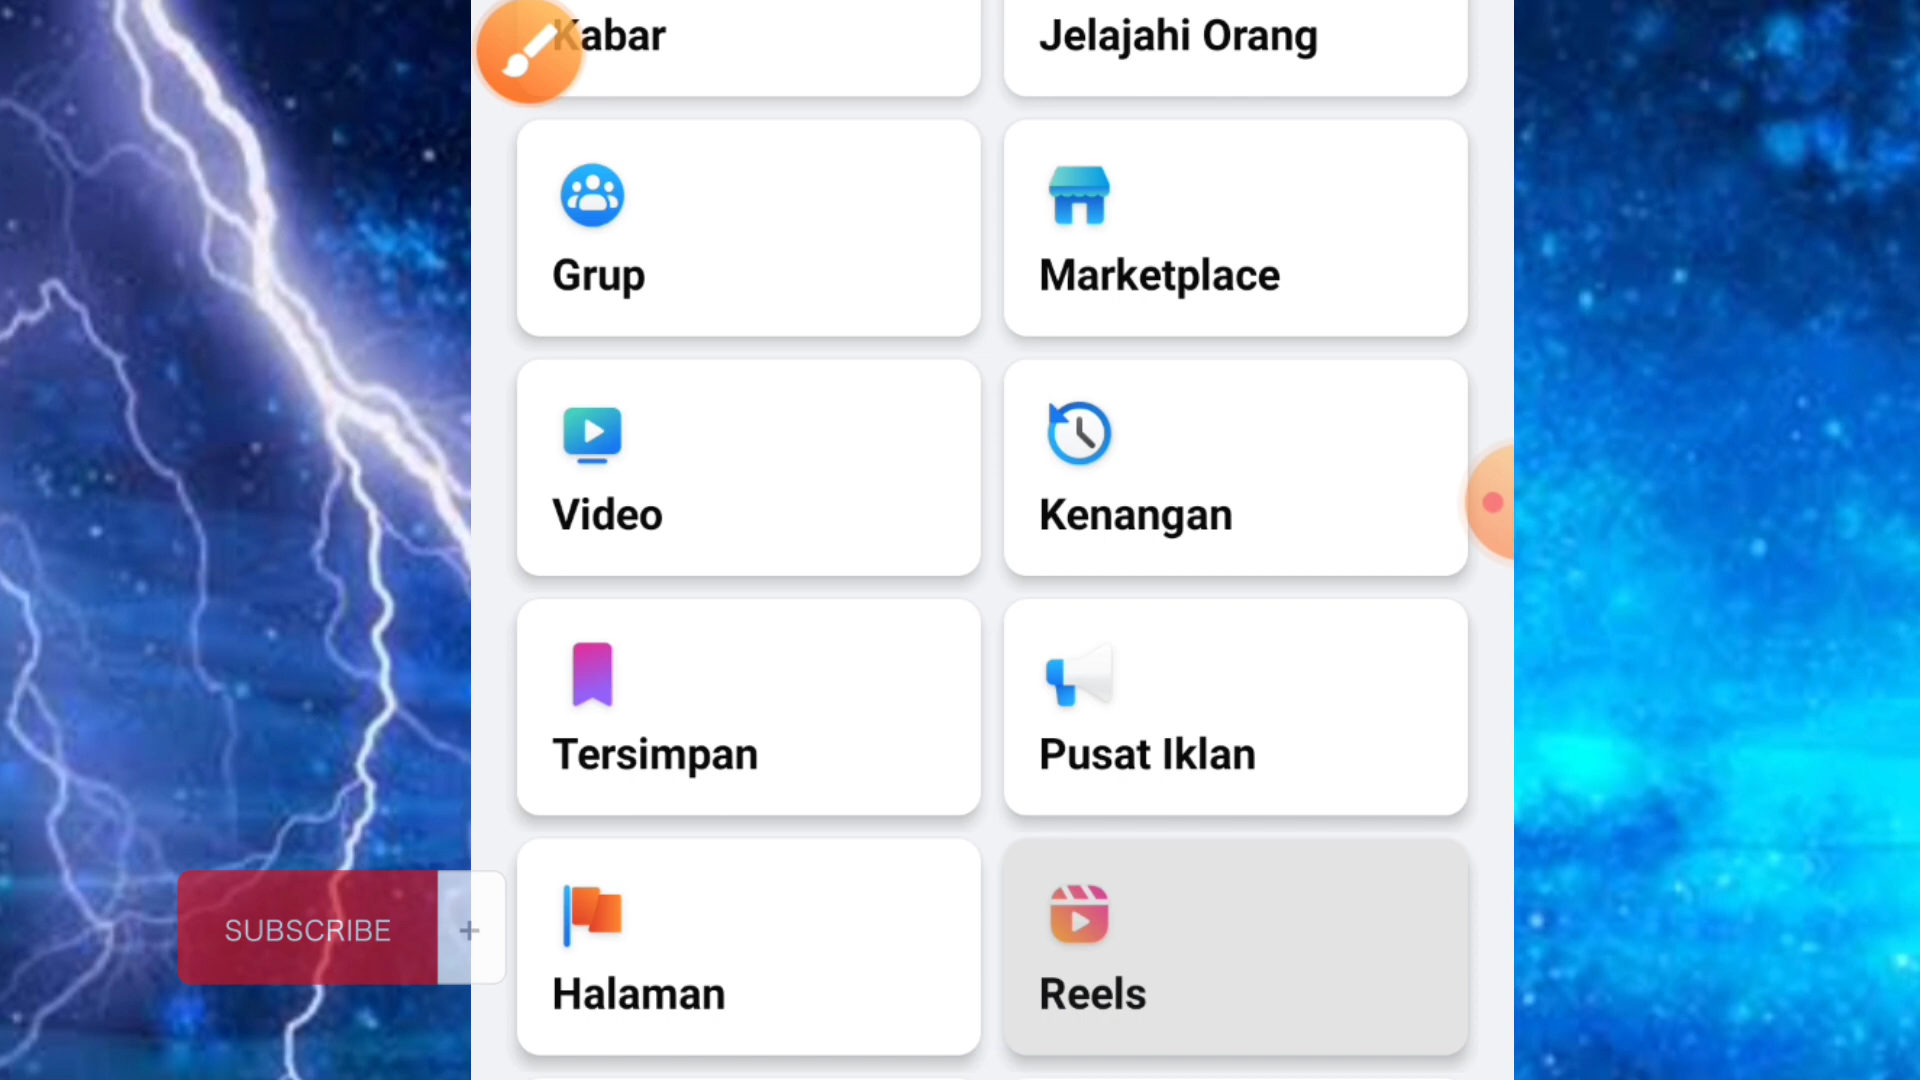 Kabar
Jelajahi Orang
Grup
Marketplace
Video
Kenangan
Tersimpan
Pusat Iklan
Halaman
Reels
SUBSCRIBE +